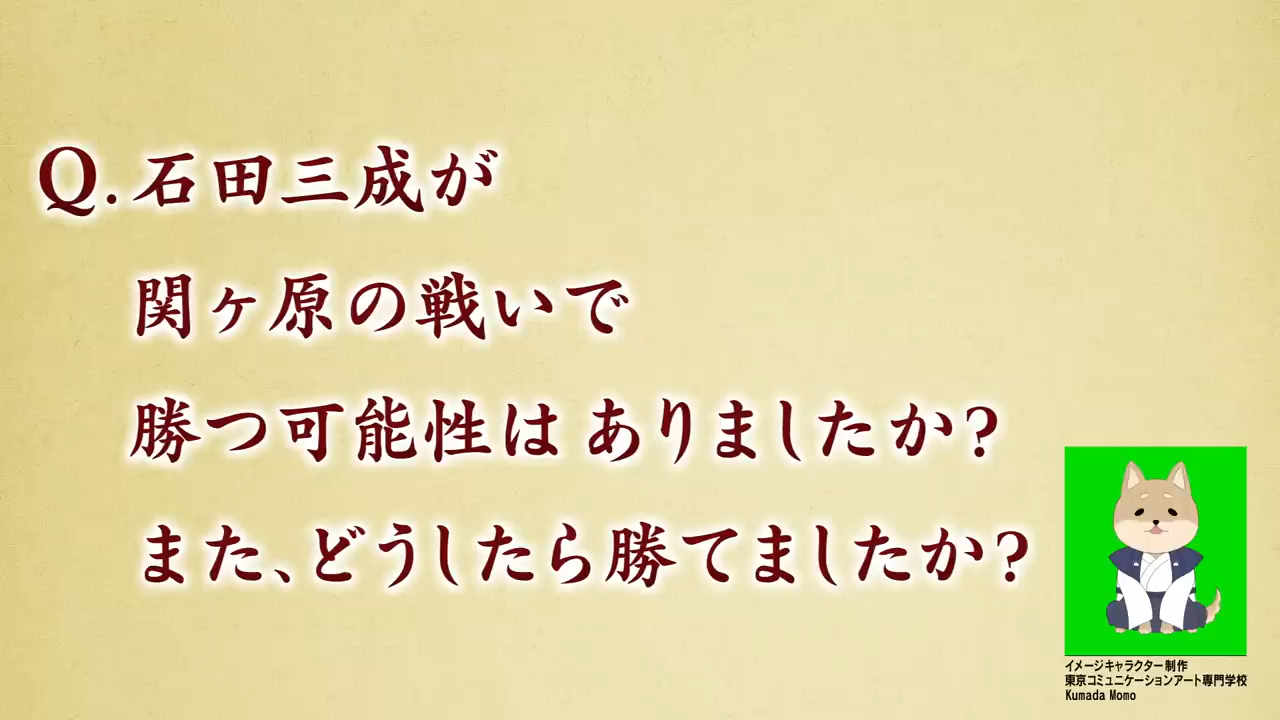 Q.石田三成が
関ヶ原の戦いで
勝つ可能性は ありましたか?
また、どうしたら勝てましたか?
イメージキャラクター制作
東京コミュニケーションアート専門学校
Kumada Momo